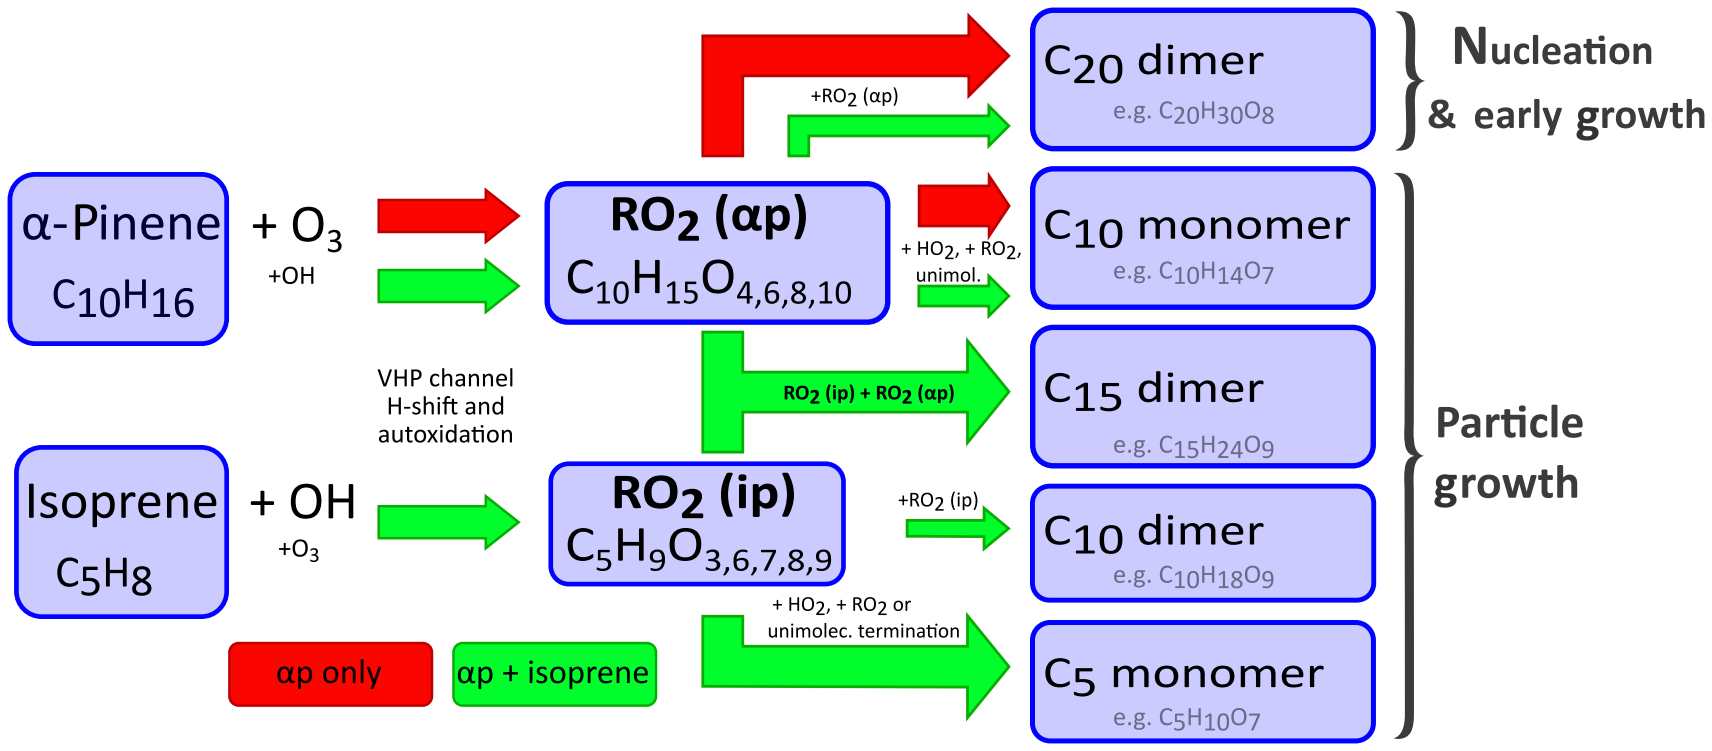 α-Pinene
C10H16
+ O3
+OH
VHP channel
H-shift and
autoxidation
Isoprene
C5H8
+ OH
+O3
αp only
αp + isoprene
RO2 (αp)
C10H15O4,6,8,10
RO2 (ip) + RO2 (αp)
RO2 (ip)
C5H9O3,6,7,8,9
+RO2 (αp)
+ HO2, + RO2,
unimol.
+RO2 (ip)
+ HO2, + RO2 or
unimolec. termination
C20 dimer
e.g. C20H30O8
C10 monomer
e.g. C10H14O7
C15 dimer
e.g. C15H24O9
C10 dimer
e.g. C10H18O9
C5 monomer
e.g. C5H10O7
Nucleation
& early growth
Particle
growth